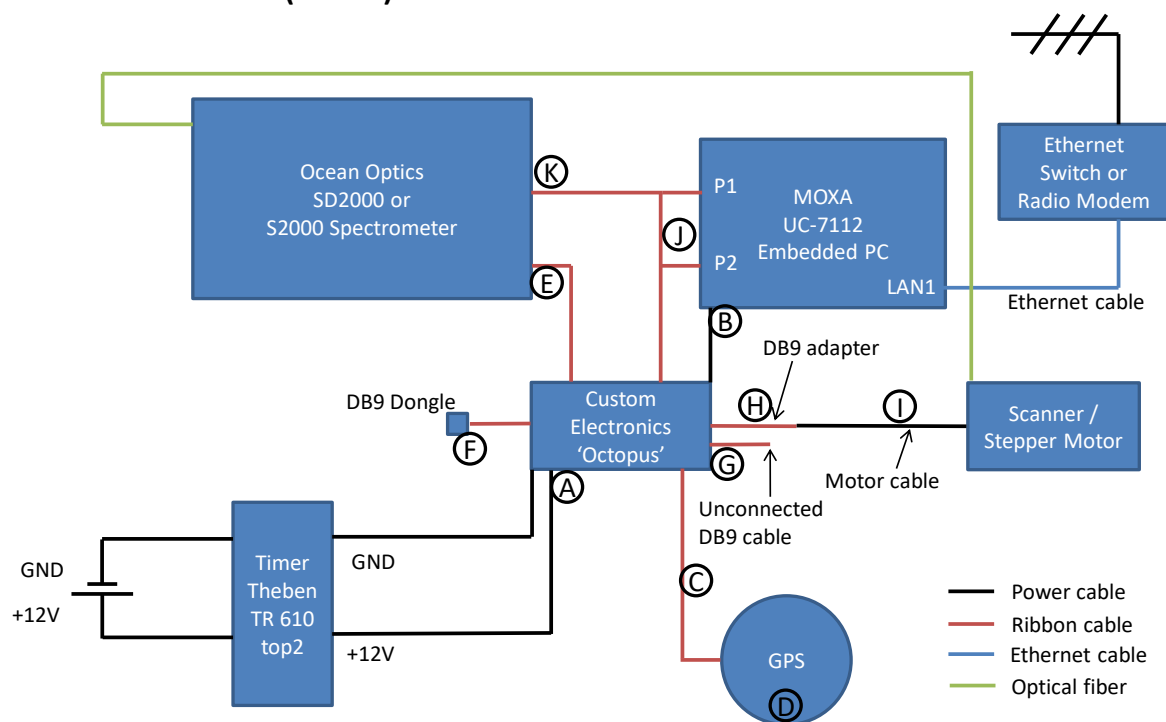 Ocean Optics
SD2000 or
S2000 Spectrometer
K
E
J
P1
P2
MOXA
UC-7112
Embedded PC
LAN1
Ethernet
Switch or
Radio Modem
Ethernet cable
B
DB9 adapter
DB9 Dongle
F
Custom
Electronics
'Octopus'
H
I
Scanner /
Stepper Motor
G
A
Motor cable
Unconnected
DB9 cable
GND
+12V
Timer
Theben
TR 610
top2
GND
+12V
C
GPS
D
Power cable
Ribbon cable
Ethernet cable
Optical fiber